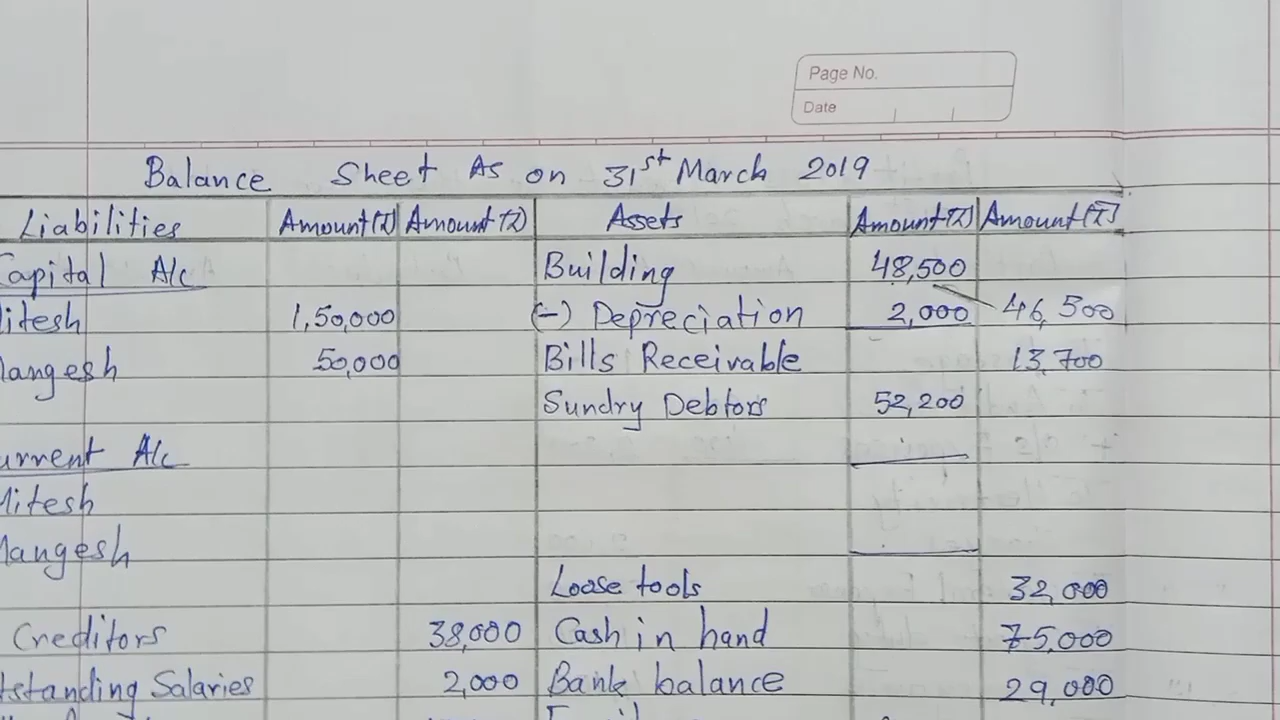 Page No.
Date
Balance Sheet As on 31st March 2019
Liabilities Amount(₹) Amount(₹) Assets Amount(₹) Amount(₹)
Capital A/c Building 48,500
itesh 1,50,000 (-) Depreciation 2,000 46,500
angesh 50,000 Bills Receivable 13,700
Sundry Debtors 52,200
urrent A/c
Mitesh
Mangesh
Loose tools 32,000
Creditors 38,000 Cash in hand 75,000
tstanding Salaries 2,000 Bank balance 29,000